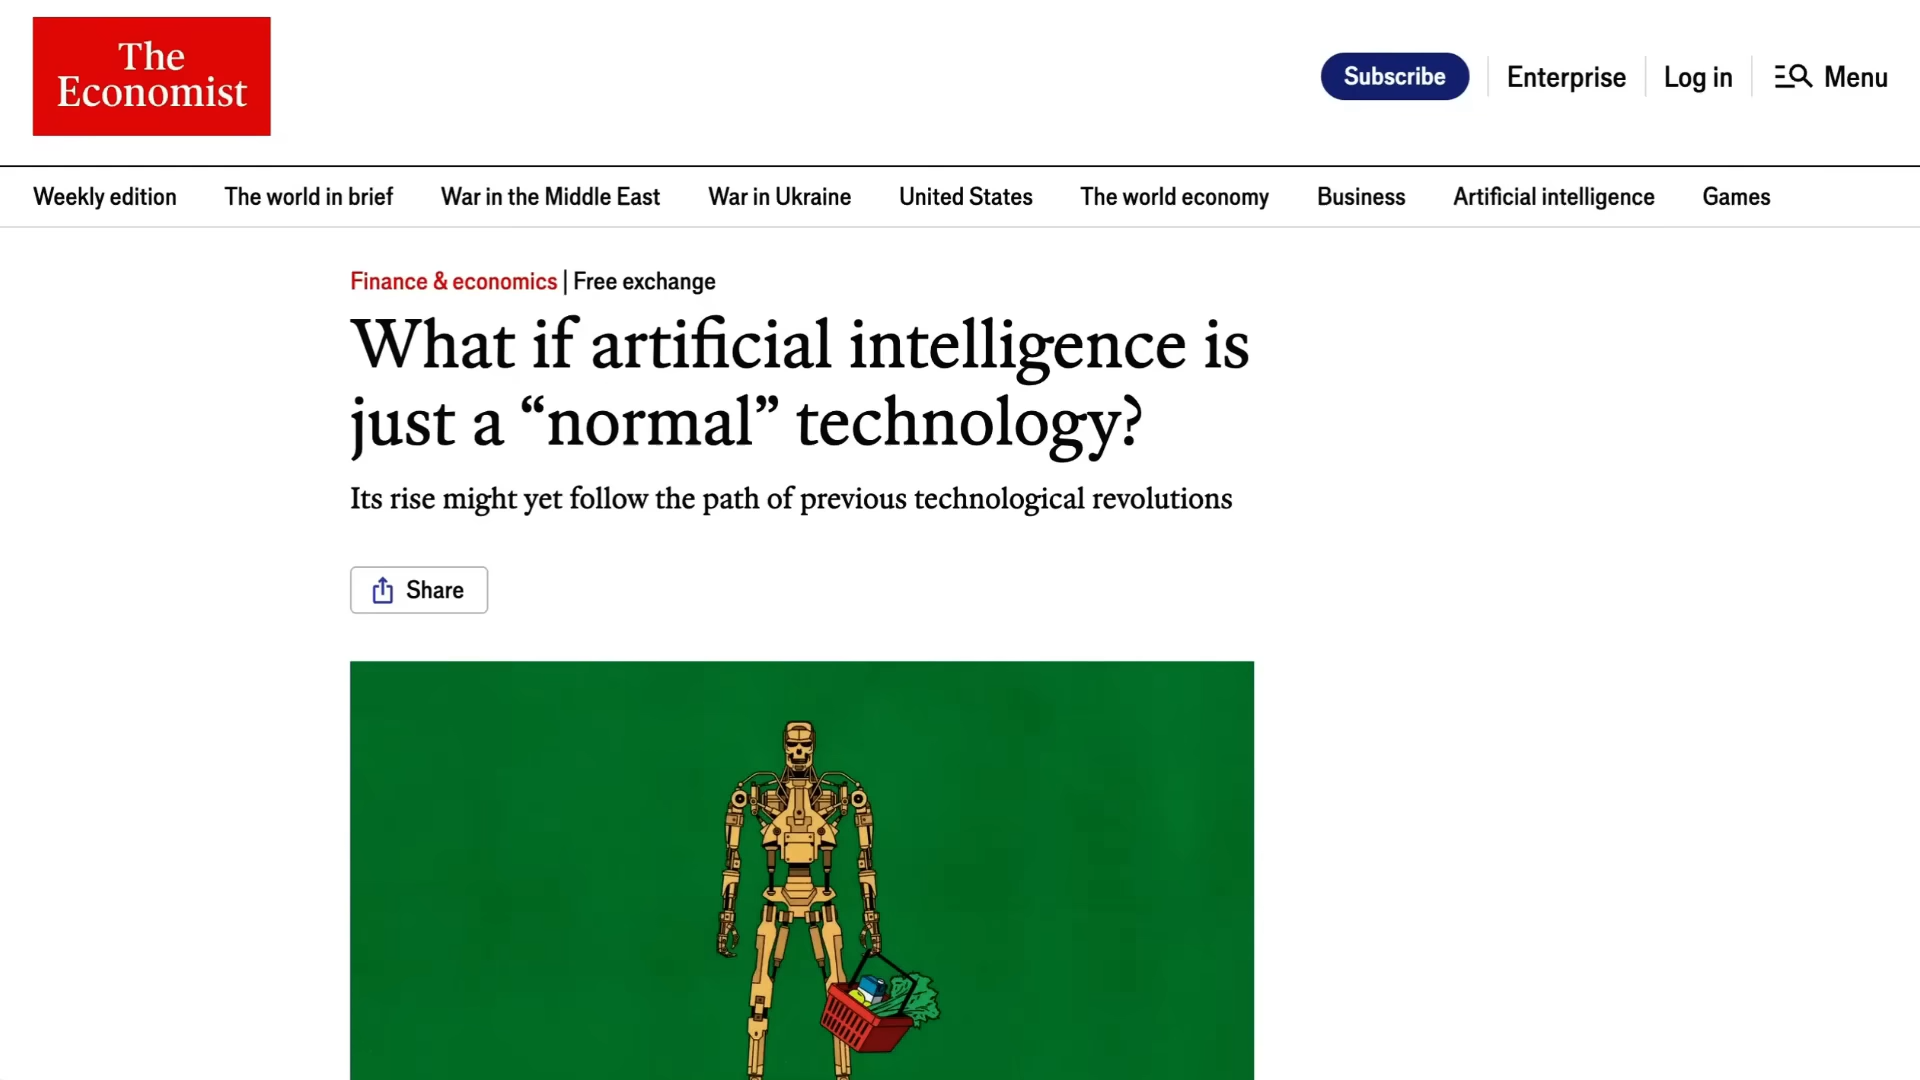 The
Economist
Subscribe
Enterprise
Log in
Menu
Weekly edition
The world in brief
War in the Middle East
War in Ukraine
United States
The world economy
Business
Artificial intelligence
Games
Finance & economics | Free exchange
What if artificial intelligence is
just a “normal” technology?
Its rise might yet follow the path of previous technological revolutions
Share